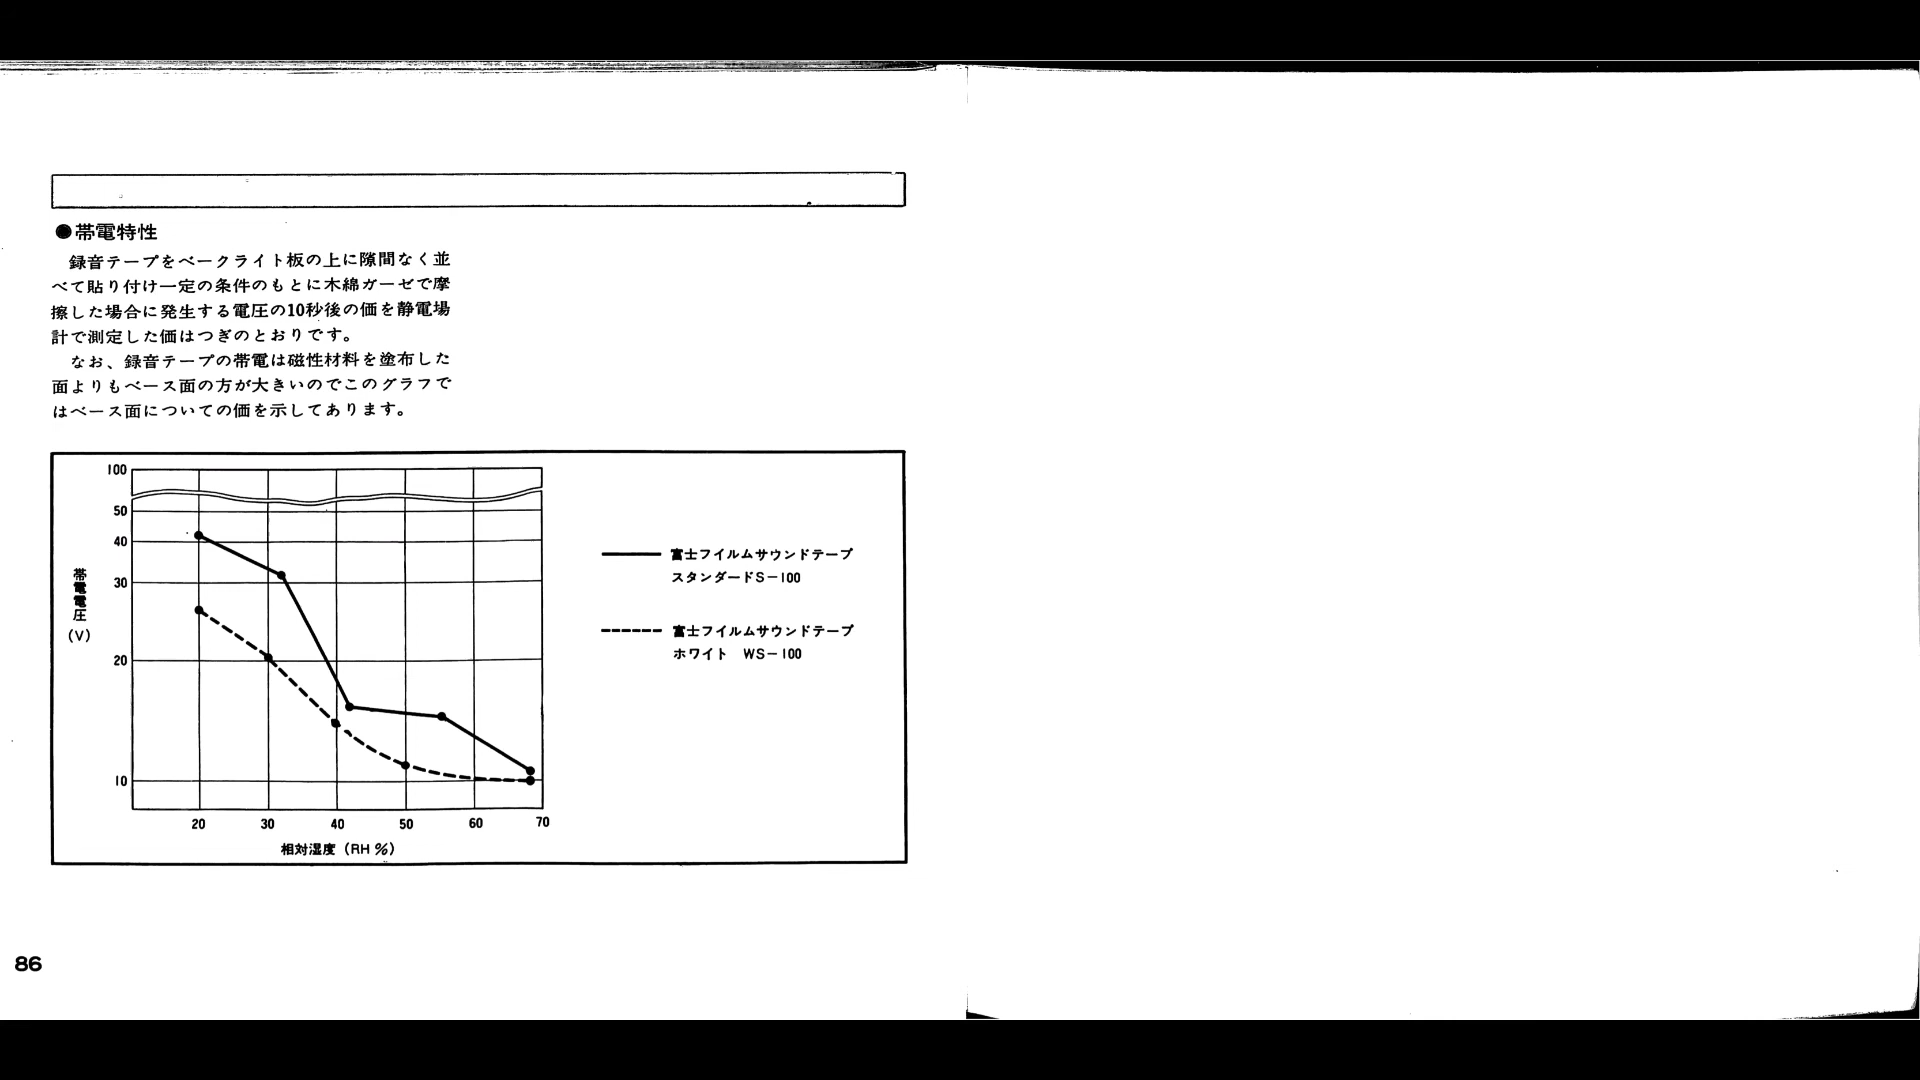 ●帯電特性
録音テープをベークライト板の上に隙間なく並
べて貼り付け一定の条件のもとに木綿ガーゼで摩
擦した場合に発生する電圧の10秒後の価を静電場
計で測定した価はつぎのとおりです。
なお、録音テープの帯電は磁性材料を塗布した
面よりもベース面の方が大きいのでこのグラフで
はベース面についての価を示してあります。
100
50
40
30
20
10
帯電電圧
(V)
20 30 40 50 60 70
相対湿度（RH %）
富士フイルムサウンドテープ
スタンダードS－100
富士フイルムサウンドテープ
ホワイト WS－100
86